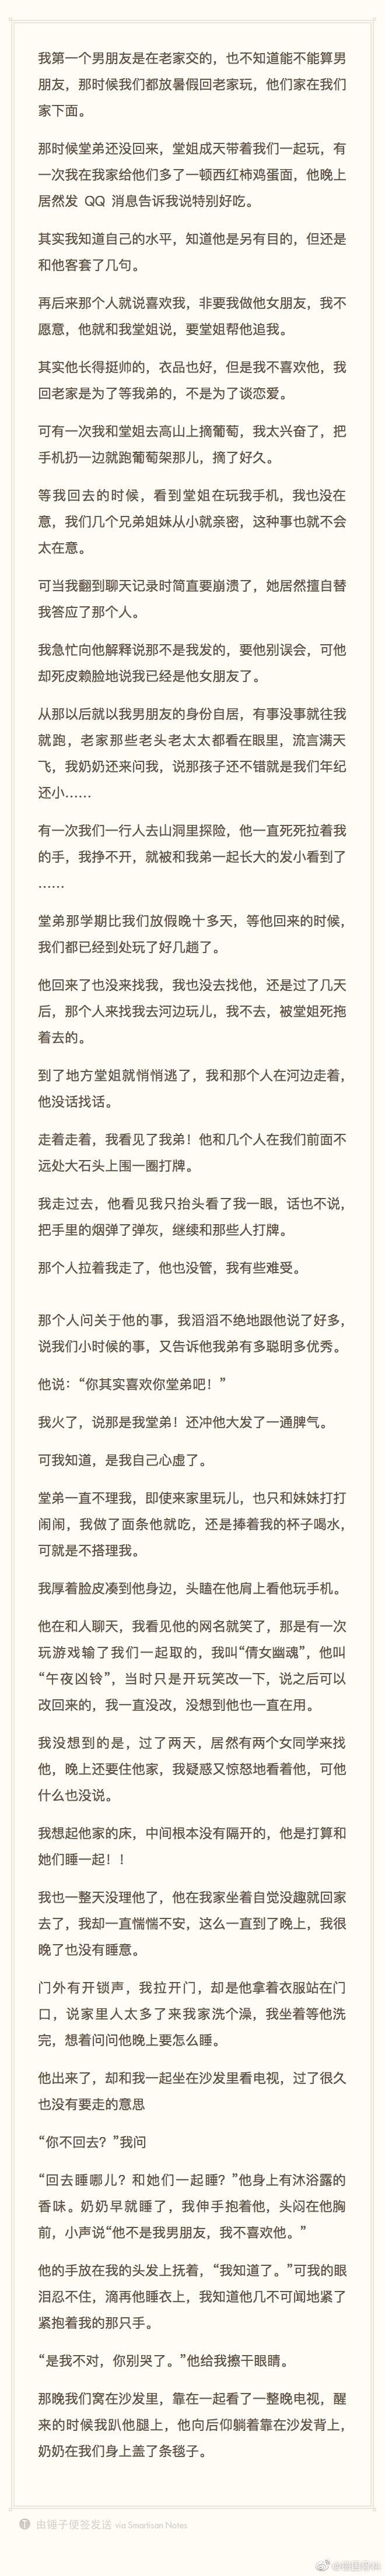 我第一个男朋友是在老家交的，也不知道能不能算男
朋友，那时候我们都放暑假回老家玩，他们家在我们
家下面。
那时候堂弟还没回来，堂姐成天带着我们一起玩，有
一次我在我家给他们多了一顿西红柿鸡蛋面，他晚上
居然发 QQ 消息告诉我说特别好吃。
其实我知道自己的水平，知道他是另有目的，但还是
和他客套了几句。
再后来那个人就说喜欢我，非要我做他女朋友，我不
愿意，他就和我堂姐说，要堂姐帮他追我。
其实他长得挺帅的，衣品也好，但是我不喜欢他，我
回老家是为了等我弟的，不是为了谈恋爱。
可有一次我和堂姐去高山上摘葡萄，我太兴奋了，把
手机扔一边就跑葡萄架那儿，摘了好久。
等我回去的时候，看到堂姐在玩我手机，我也没在
意，我们几个兄弟姐妹从小就亲密，这种事也就不会
太在意。
可当我翻到聊天记录时简直要崩溃了，她居然擅自替
我答应了那个人。
我急忙向他解释说那不是我发的，要他别误会，可他
却死皮赖脸地说我已经是他女朋友了。
从那以后就以我男朋友的身份自居，有事没事就往我
就跑，老家那些老头老太太都看在眼里，流言满天
飞，我奶奶还来问我，说那孩子还不错就是我们年纪
还小……
有一次我们一行人去山洞里探险，他一直死死拉着我
的手，我挣不开，就被和我弟一起长大的发小看到了
……
堂弟那学期比我们放假晚十多天，等他回来的时候，
我们都已经到处玩了好几趟了。
他回来了也没来找我，我也没去找他，还是过了几天
后，那个人来找我去河边玩儿，我不去，被堂姐死拖
着去的。
到了地方堂姐就悄悄逃了，我和那个人在河边走着，
他没话找话。
走着走着，我看见了我弟！他和几个人在我们前面不
远处大石头上围一圈打牌。
我走过去，他看见我只抬头看了我一眼，话也不说，
把手里的烟弹了弹灰，继续和那些人打牌。
那个人拉着我走了，他也没管，我有些难受。
那个人问关于他的事，我滔滔不绝地跟他说了好多，
说我们小时候的事，又告诉他我弟有多聪明多优秀。
他说：“你其实喜欢你堂弟吧！”
我火了，说那是我堂弟！还冲他大发了一通脾气。
可我知道，是我自己心虚了。
堂弟一直不理我，即使来家里玩儿，也只和妹妹打打
闹闹，我做了面条他就吃，还是捧着我的杯子喝水，
可就是不搭理我。
我厚着脸皮凑到他身边，头磕在他肩上看他玩手机。
他在和人聊天，我看见他的网名就笑了，那是有一次
玩游戏输了我们一起取的，我叫“倩女幽魂”，他叫
“午夜凶铃”，当时只是开玩笑改一下，说之后可以
改回来的，我一直没改，没想到他也一直在用。
我没想到的是，过了两天，居然有两个女同学来找
他，晚上还要住他家，我疑惑又惊怒地看着他，可他
什么也没说。
我想起他家的床，中间根本没有隔开的，他是打算和
她们睡一起！！
我也一整天没理他了，他在我家坐着自觉没趣就回家
去了，我却一直惴惴不安，这么一直到了晚上，我很
晚了也没有睡意。
门外有开锁声，我拉开门，却是他拿着衣服站在门
口，说家里人太多了来我家洗个澡，我坐着等他洗
完，想着问问他晚上要怎么睡。
他出来了，却和我一起坐在沙发里看电视，过了很久
也没有要走的意思
“你不回去？”我问
“回去睡哪儿？和她们一起睡？”他身上有沐浴露的
香味。奶奶早就睡了，我伸手抱着他，头闷在他胸
前，小声说“他不是我男朋友，我不喜欢他。”
他的手放在我的头发上抚着，“我知道了。”可我的眼
泪忍不住，滴再他睡衣上，我知道他几不可闻地紧了
紧抱着我的那只手。
“是我不对，你别哭了。”他给我擦干眼睛。
那晚我们窝在沙发里，靠在一起看了一整晚电视，醒
来的时候我趴他腿上，他向后仰躺着靠在沙发背上，
奶奶在我们身上盖了条毯子。
由锤子便签发送 via Smartisan Notes